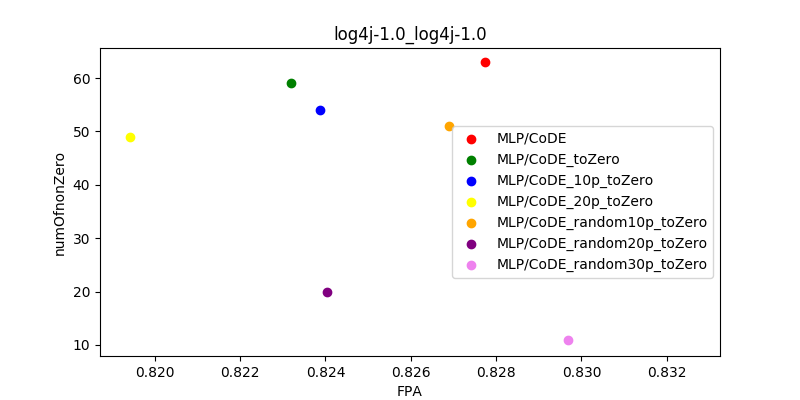 log4j-1.0_log4j-1.0
numOfnonZero
60
50
40
30
20
10
MLP/CoDE
MLP/CoDE_toZero
MLP/CoDE_10p_toZero
MLP/CoDE_20p_toZero
MLP/CoDE_random10p_toZero
MLP/CoDE_random20p_toZero
MLP/CoDE_random30p_toZero
0.820 0.822 0.824 0.826 0.828 0.830 0.832
FPA